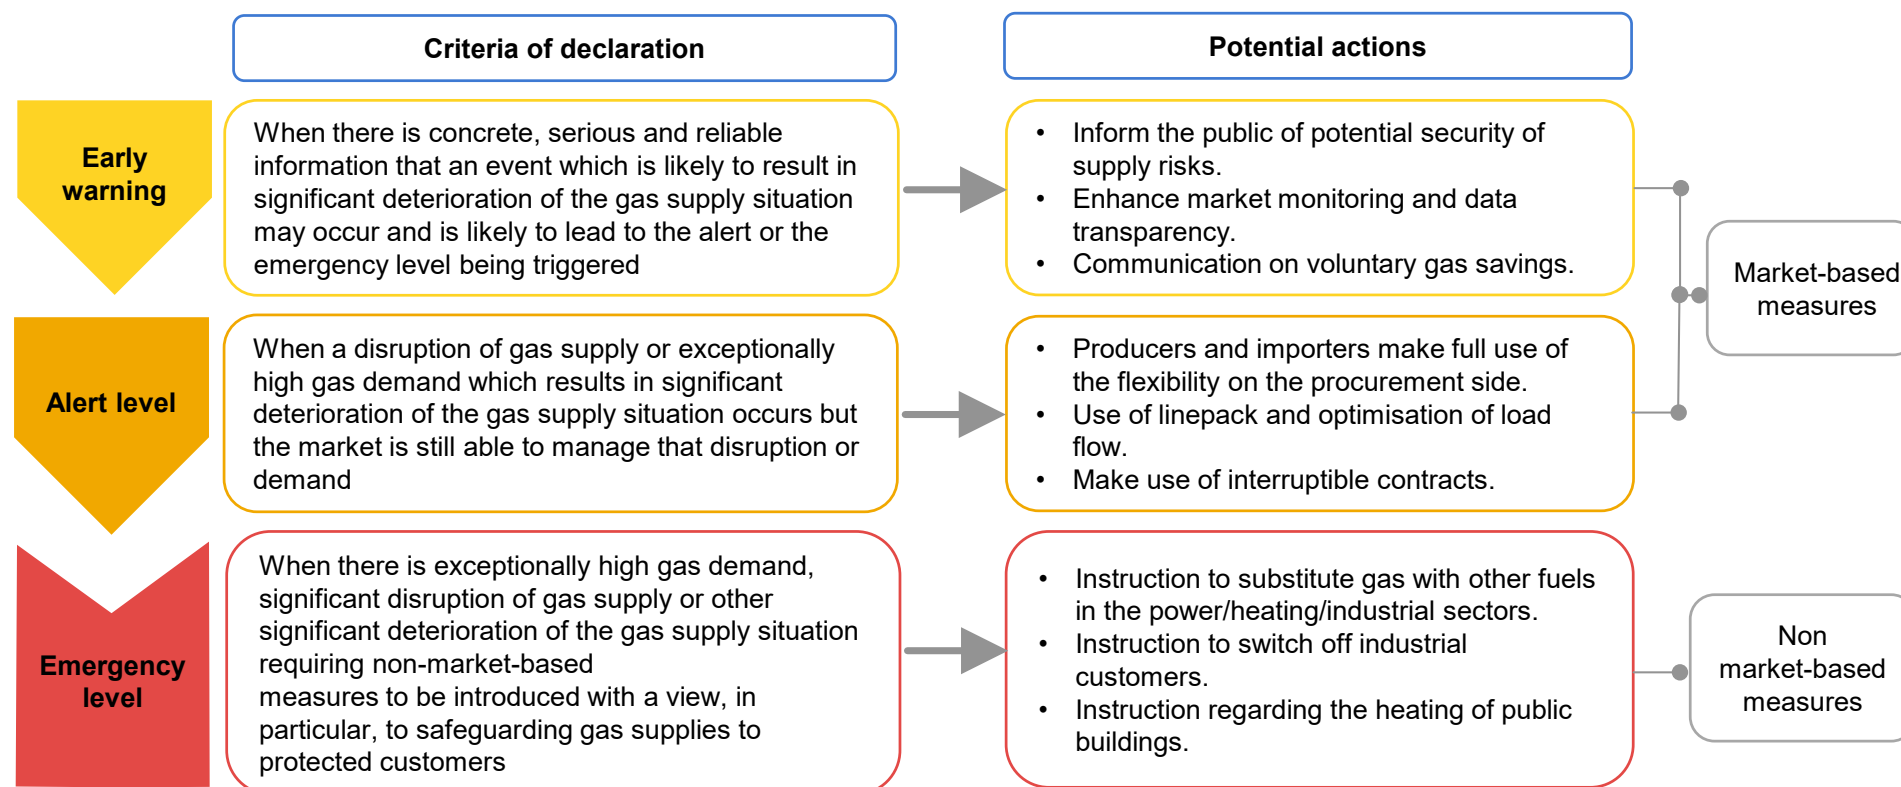 Criteria of declaration
Potential actions
Early
warning
When there is concrete, serious and reliable
information that an event which is likely to result in
significant deterioration of the gas supply situation
may occur and is likely to lead to the alert or the
emergency level being triggered
• Inform the public of potential security of
supply risks.
• Enhance market monitoring and data
transparency.
• Communication on voluntary gas savings.
Market-based
measures
Alert level
When a disruption of gas supply or exceptionally
high gas demand which results in significant
deterioration of the gas supply situation occurs but
the market is still able to manage that disruption or
demand
• Producers and importers make full use of
the flexibility on the procurement side.
• Use of linepack and optimisation of load
flow.
• Make use of interruptible contracts.
Emergency
level
When there is exceptionally high gas demand,
significant disruption of gas supply or other
significant deterioration of the gas supply situation
requiring non-market-based
measures to be introduced with a view, in
particular, to safeguarding gas supplies to
protected customers
• Instruction to substitute gas with other fuels
in the power/heating/industrial sectors.
• Instruction to switch off industrial
customers.
• Instruction regarding the heating of public
buildings.
Non
market-based
measures